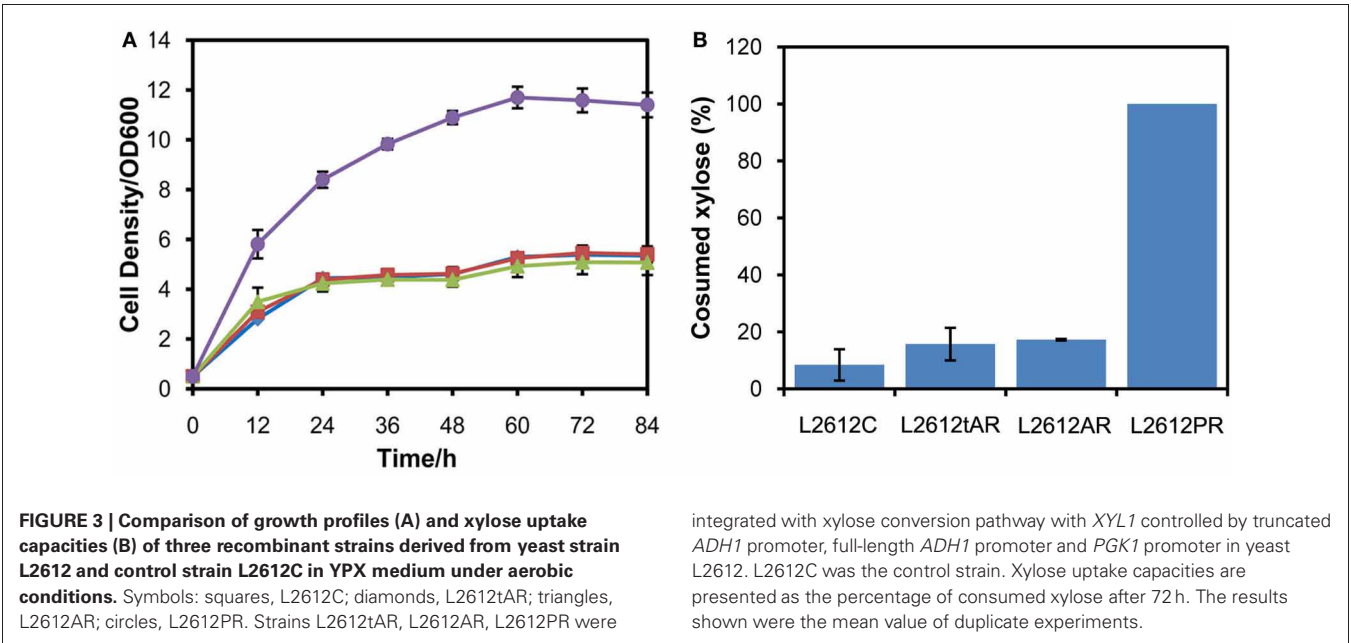 A
14
12
10
8
6
4
2
0
Cell Density/OD600
0 12 24 36 48 60 72 84
Time/h
B
120
100
80
60
40
20
0
Cosumed xylose (%)
L2612C L2612tAR L2612AR L2612PR
FIGURE 3 | Comparison of growth profiles (A) and xylose uptake
capacities (B) of three recombinant strains derived from yeast strain
L2612 and control strain L2612C in YPX medium under aerobic
conditions. Symbols: squares, L2612C; diamonds, L2612tAR; triangles,
L2612AR; circles, L2612PR. Strains L2612tAR, L2612AR, L2612PR were
integrated with xylose conversion pathway with XYL1 controlled by truncated
ADH1 promoter, full-length ADH1 promoter and PGK1 promoter in yeast
L2612. L2612C was the control strain. Xylose uptake capacities are
presented as the percentage of consumed xylose after 72 h. The results
shown were the mean value of duplicate experiments.